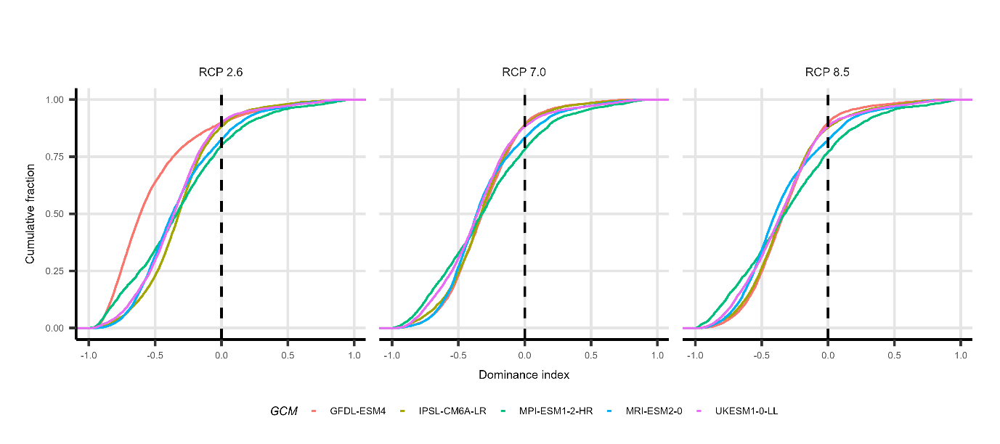 RCP 2.6 RCP 7.0 RCP 8.5
1.00
0.75
0.50
0.25
0.00
Cumulative fraction
-1.0 -0.5 0.0 0.5 1.0 -1.0 -0.5 0.0 0.5 1.0 -1.0 -0.5 0.0 0.5 1.0
Dominance index
GCM GFDL-ESM4 IPSL-CM6A-LR MPI-ESM1-2-HR MRI-ESM2-0 UKESM1-0-LL